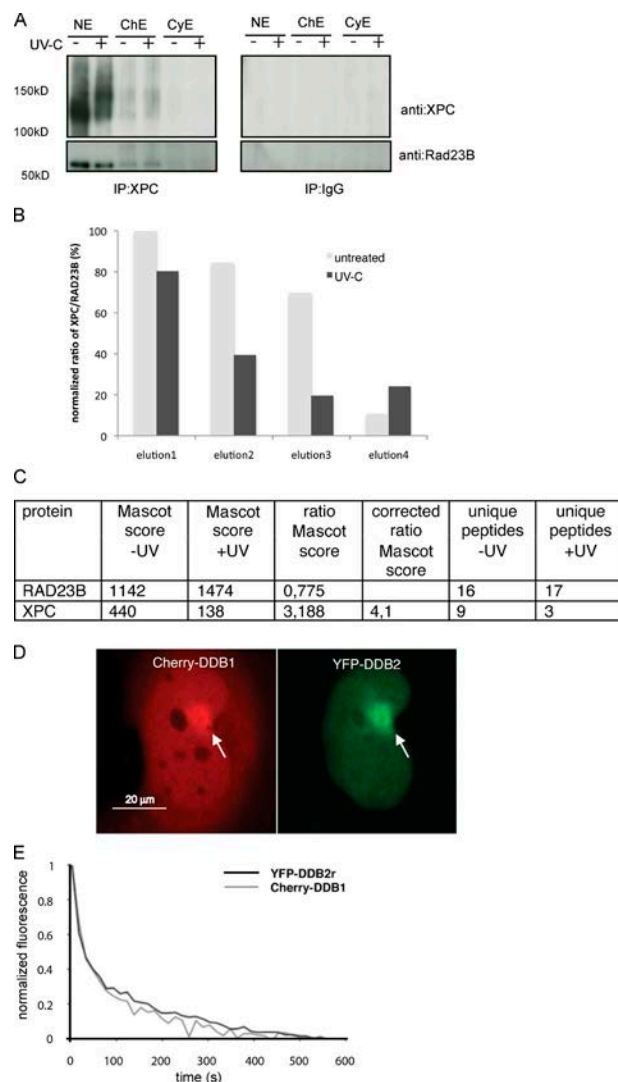 A
NE ChE CyE NE ChE CyE
UV-C - + - + - + - + - + - +
150kD
100kD
anti:XPC
anti:Rad23B
50kD
IP:XPC IP:IgG
B
normalized ratio of XPC/RAD23B (%)
100
80
60
40
20
0
untreated
UV-C
elution1 elution2 elution3 elution4
C
protein Mascot score -UV Mascot score +UV ratio Mascot score corrected ratio Mascot score unique peptides -UV unique peptides +UV
RAD23B 1142 1474 0,775 16 17
XPC 440 138 3,188 4,1 9 3
D
Cherry-DDB1 YFP-DDB2
20 µm
E
normalized fluorescence
1
0.8
0.6
0.4
0.2
0
YFP-DDB2r
Cherry-DDB1
0 100 200 300 400 500 600
time (s)